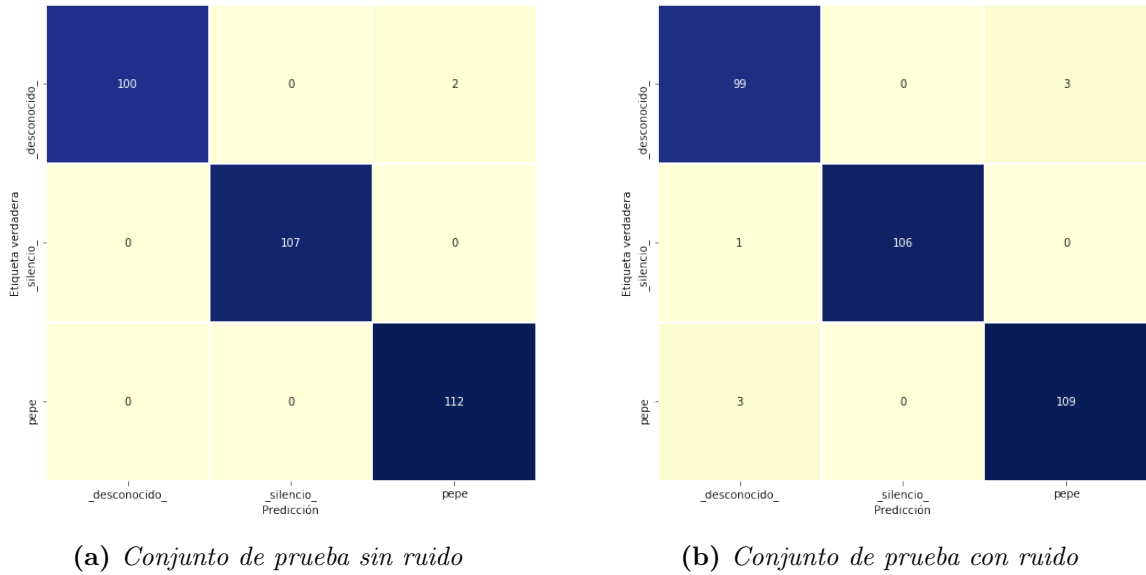 _desconocido_
100
0
2
Etiqueta verdadera
_silencio_
0
107
0
pepe
0
0
112
_desconocido_
_silencio_
pepe
Predicción
(a) Conjunto de prueba sin ruido
_desconocido_
99
0
3
Etiqueta verdadera
_silencio_
1
106
0
pepe
3
0
109
_desconocido_
_silencio_
pepe
Predicción
(b) Conjunto de prueba con ruido